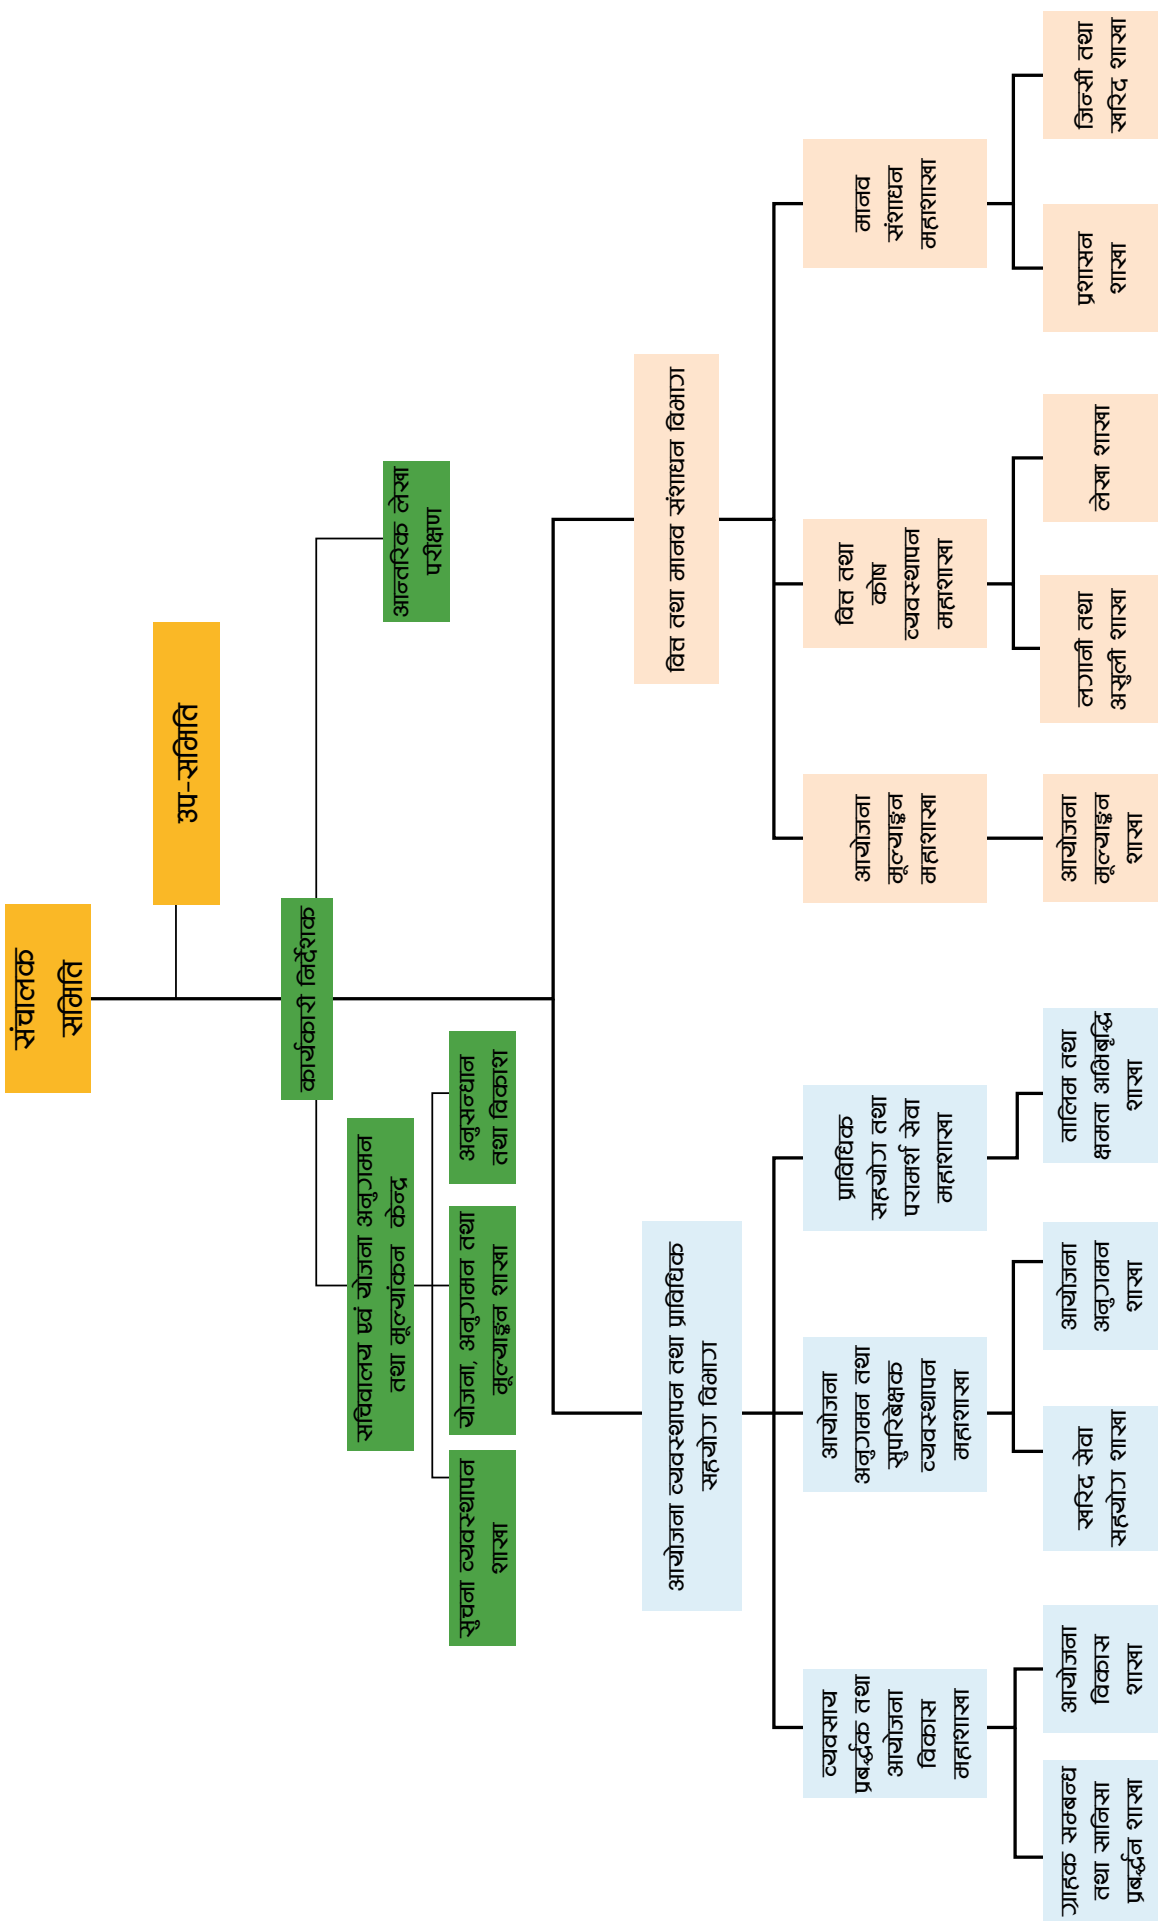 संचालक
समिति
उप-समिति
कार्यकारी निर्देशक
सचिवालय एवं योजना अनुगमन
तथा मूल्यांकन केन्द्र
आन्तरिक लेखा
परीक्षण
सुचना व्यवस्थापन
शाखा
योजना, अनुगमन तथा
मूल्याङ्कन शाखा
अनुसन्धान
तथा विकाश
आयोजना व्यवस्थापन तथा प्राविधिक
सहयोग विभाग
वित्त तथा मानव संशाधन विभाग
व्यवसाय
प्रबर्द्धक तथा
आयोजना
विकास
महाशाखा
आयोजना
अनुगमन तथा
सुपरिबेक्षक
व्यवस्थापन
महाशाखा
प्राविधिक
सहयोग तथा
परामर्श सेवा
महाशाखा
आयोजना
मूल्याङ्कन
महाशाखा
वित्त तथा
कोष
व्यवस्थापन
महाशाखा
मानव
संशाधन
महाशाखा
ग्राहक सम्बन्ध
तथा सानिसा
प्रबर्द्धन शाखा
आयोजना
विकास
शाखा
खरिद सेवा
सहयोग शाखा
आयोजना
अनुगमन
शाखा
तालिम तथा
क्षमता अभिबृद्धि
शाखा
आयोजना
मूल्याङ्कन
शाखा
लगानी तथा
असुली शाखा
लेखा शाखा
प्रशासन
शाखा
जिन्सी तथा
खरिद शाखा